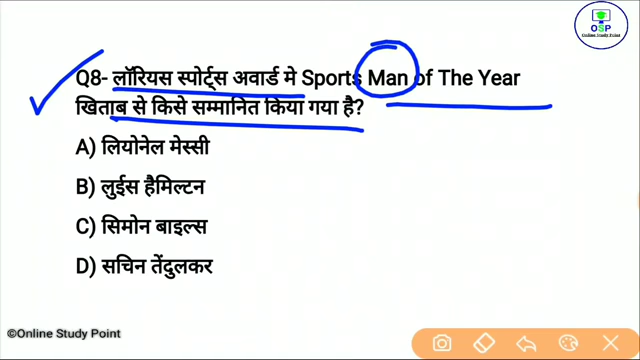 OSP
Online Study Point
Q8- लॉरियस स्पोर्ट्स अवार्ड मे Sports Man of The Year
खिताब से किसे सम्मानित किया गया है?
A) लियोनेल मेस्सी
B) लुईस हैमिल्टन
C) सिमोन बाइल्स
D) सचिन तेंदुलकर
©Online Study Point